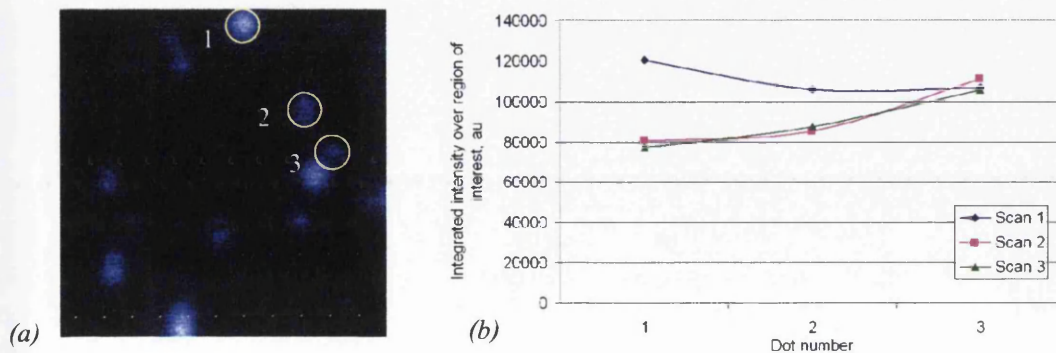 1
2
3
(a)
Integrated intensity over region of
interest, au
140000
120000
100000
80000
60000
40000
20000
0
1
2
3
Dot number
Scan 1
Scan 2
Scan 3
(b)